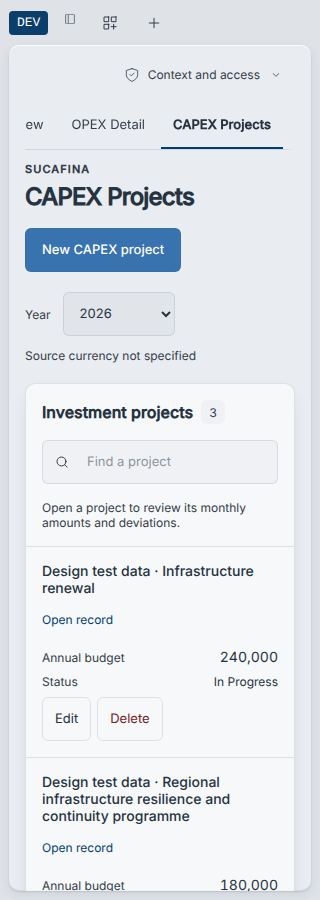 DEV
Context and access
ew OPEX Detail CAPEX Projects
SUCAFINA
CAPEX Projects
New CAPEX project
Year 2026
Source currency not specified
Investment projects 3
Find a project
Open a project to review its monthly
amounts and deviations.
Design test data · Infrastructure
renewal
Open record
Annual budget 240,000
Status In Progress
Edit Delete
Design test data · Regional
infrastructure resilience and
continuity programme
Open record
Annual budget 180,000